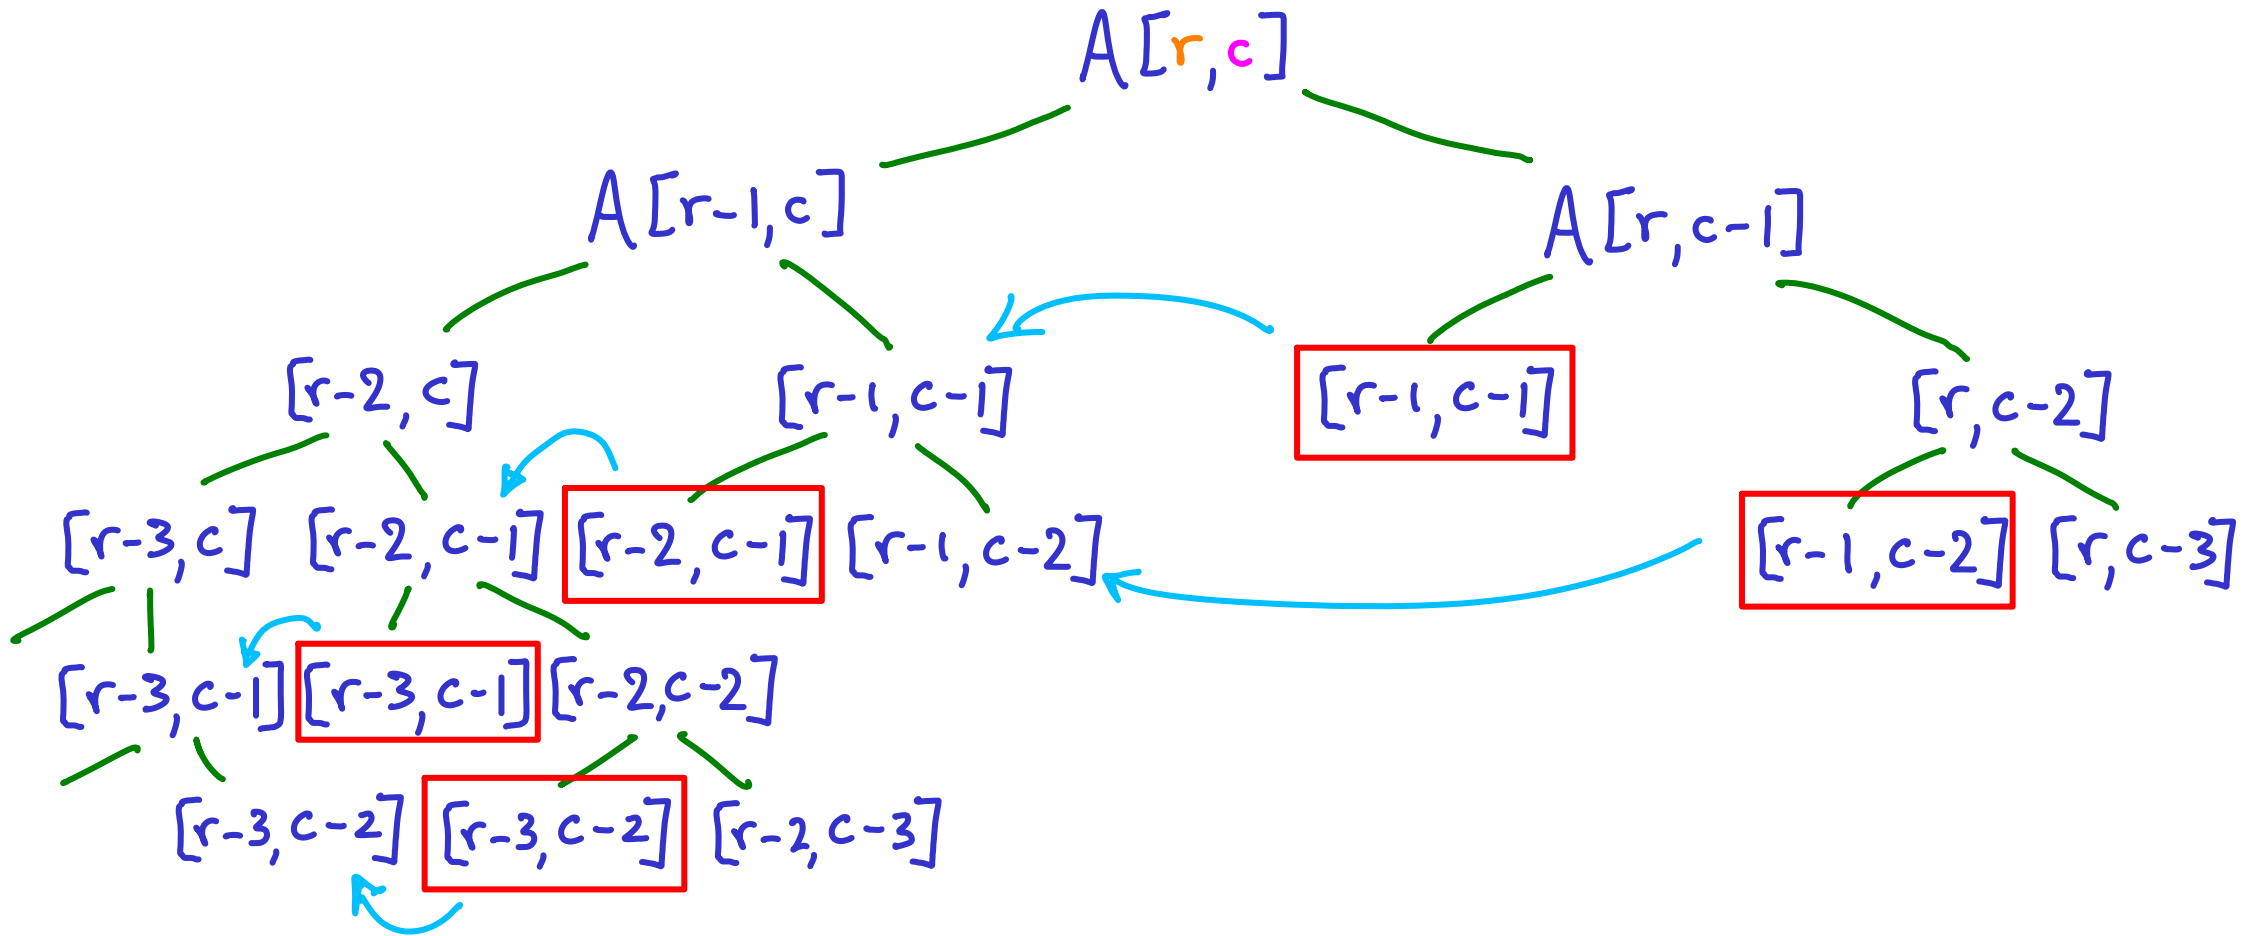 A[r,c]
A[r-1,c] A[r,c-1]
[r-2,c] [r-1,c-1] [r-1,c-1] [r,c-2]
[r-3,c] [r-2,c-1] [r-2,c-1] [r-1,c-2] [r-1,c-2] [r,c-3]
[r-3,c-1] [r-3,c-1] [r-2,c-2]
[r-3,c-2] [r-3,c-2] [r-2,c-3]